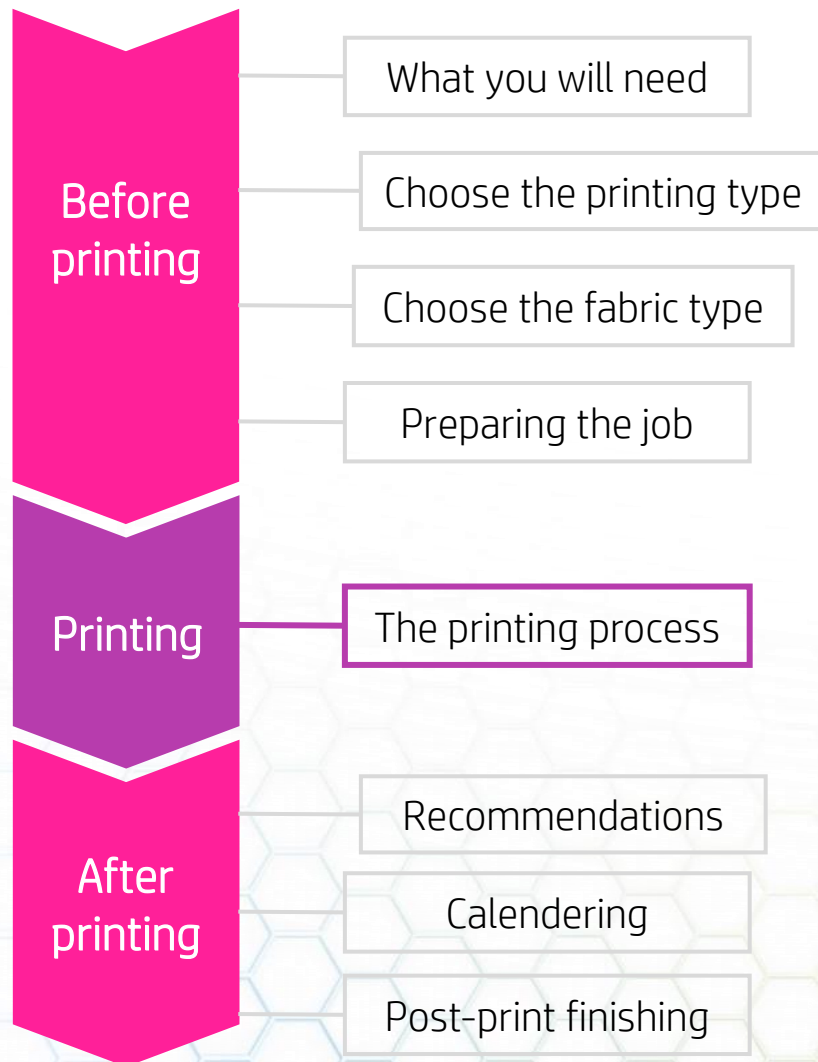 What you will need
Choose the printing type
Before
printing
Choose the fabric type
Preparing the job
Printing
The printing process
Recommendations
After
printing
Calendering
Post-print finishing